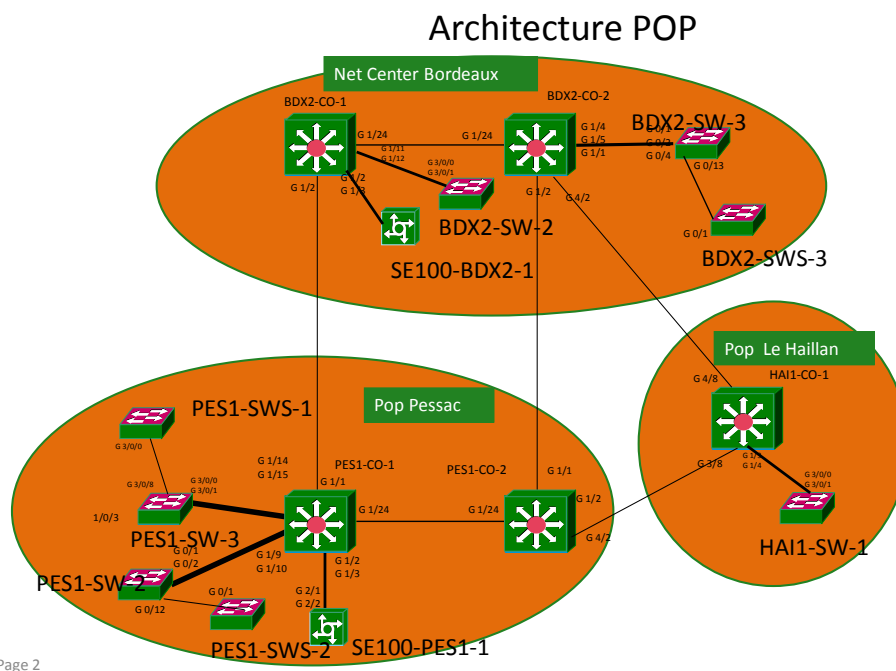 Architecture POP
Net Center Bordeaux
BDX2-CO-1
BDX2-CO-2
G 1/24
G 1/24
G 1/11
G 1/12
G 3/0/0
G 3/0/1
G 1/4
G 1/5
G 1/1
BDX2-SW-3
G 0/1
G 0/2
G 0/4
G 0/13
G 1/2
G 1/2
G 1/3
G 1/2
G 4/2
BDX2-SW-2
SE100-BDX2-1
G 0/1
BDX2-SWS-3
Pop Le Haillan
HAI1-CO-1
G 4/8
G 3/8
G 1/3
G 1/4
G 3/0/0
G 3/0/1
HAI1-SW-1
Pop Pessac
PES1-SWS-1
G 3/0/0
G 1/14
G 1/15
PES1-CO-1
PES1-CO-2
G 1/1
G 1/1
G 3/0/8
G 3/0/0
G 3/0/1
1/0/3
PES1-SW-3
G 1/24
G 1/24
G 1/2
G 4/2
G 0/1
G 0/2
G 1/9
G 1/10
G 1/2
G 1/3
PES1-SW-2
G 0/12
G 0/1
G 2/1
G 2/2
PES1-SWS-2
SE100-PES1-1
Page 2